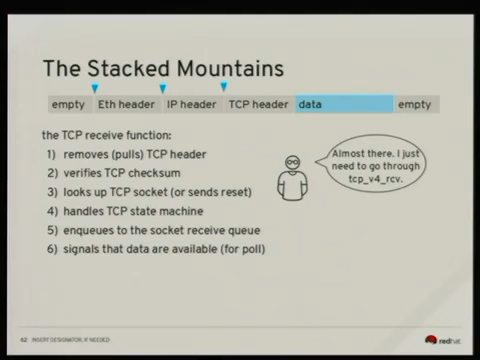 The Stacked Mountains
empty Eth header IP header TCP header data empty
the TCP receive function:
1) removes (pulls) TCP header
2) verifies TCP checksum
3) looks up TCP socket (or sends reset)
4) handles TCP state machine
5) enqueues to the socket receive queue
6) signals that data are available (for poll)
Almost there. I just
need to go through
tcp_v4_rcv.
62 INSERT DESIGNATOR, IF NEEDED
redhat